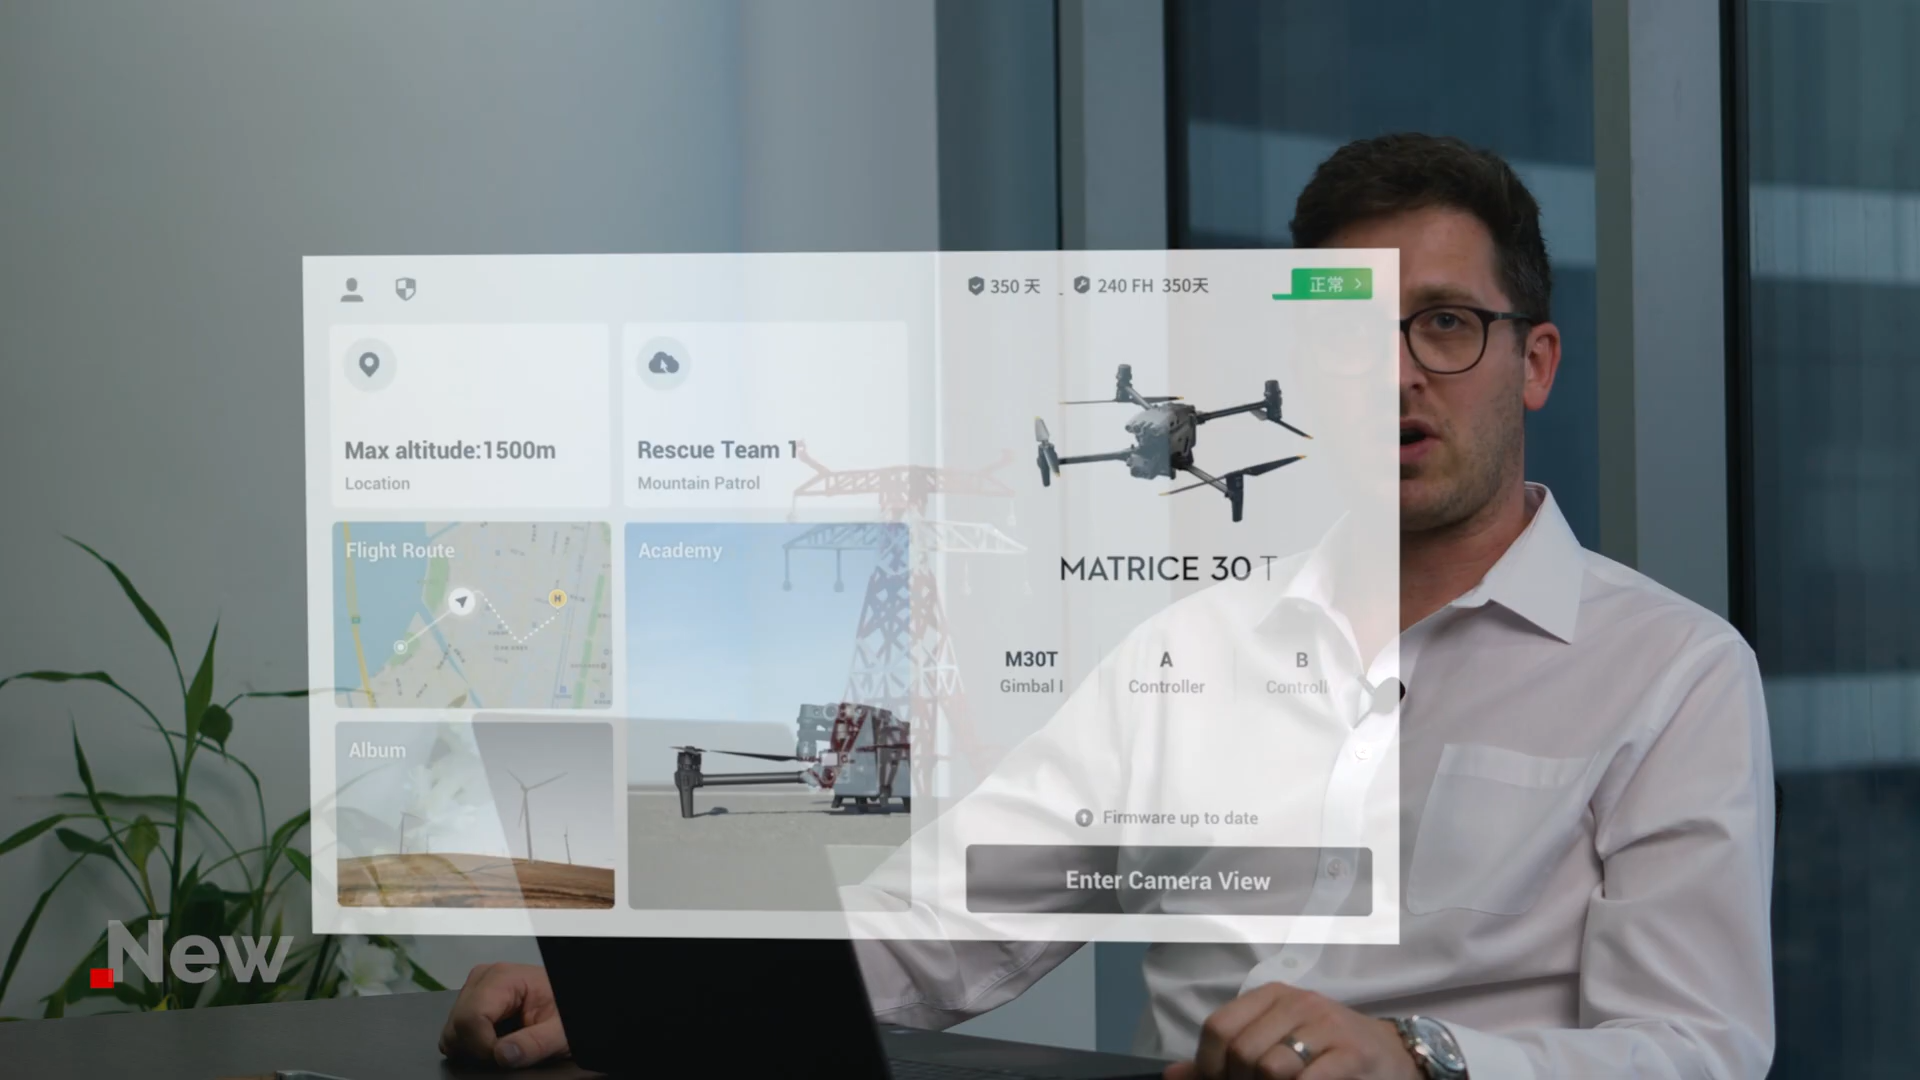 350 天
240 FH 350天
正常
Max altitude:1500m
Location
Rescue Team 1
Mountain Patrol
Flight Route
H
Academy
Album
MATRICE 30 T
M30T
Gimbal
A
Controller
B
Controll
Firmware up to date
Enter Camera View
.New